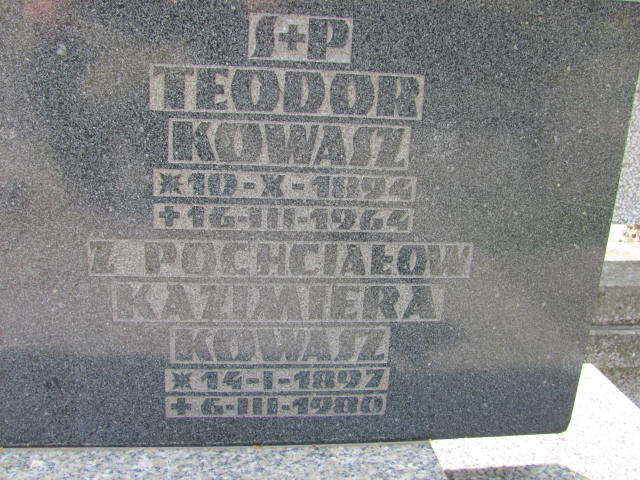 S+P
TEODOR
KOWASZ
*10-X-1894
+16-III-1964
Z POCHCIAŁÓW
KAZIMIERA
KOWASZ
*14-I-1897
+6-III-1980